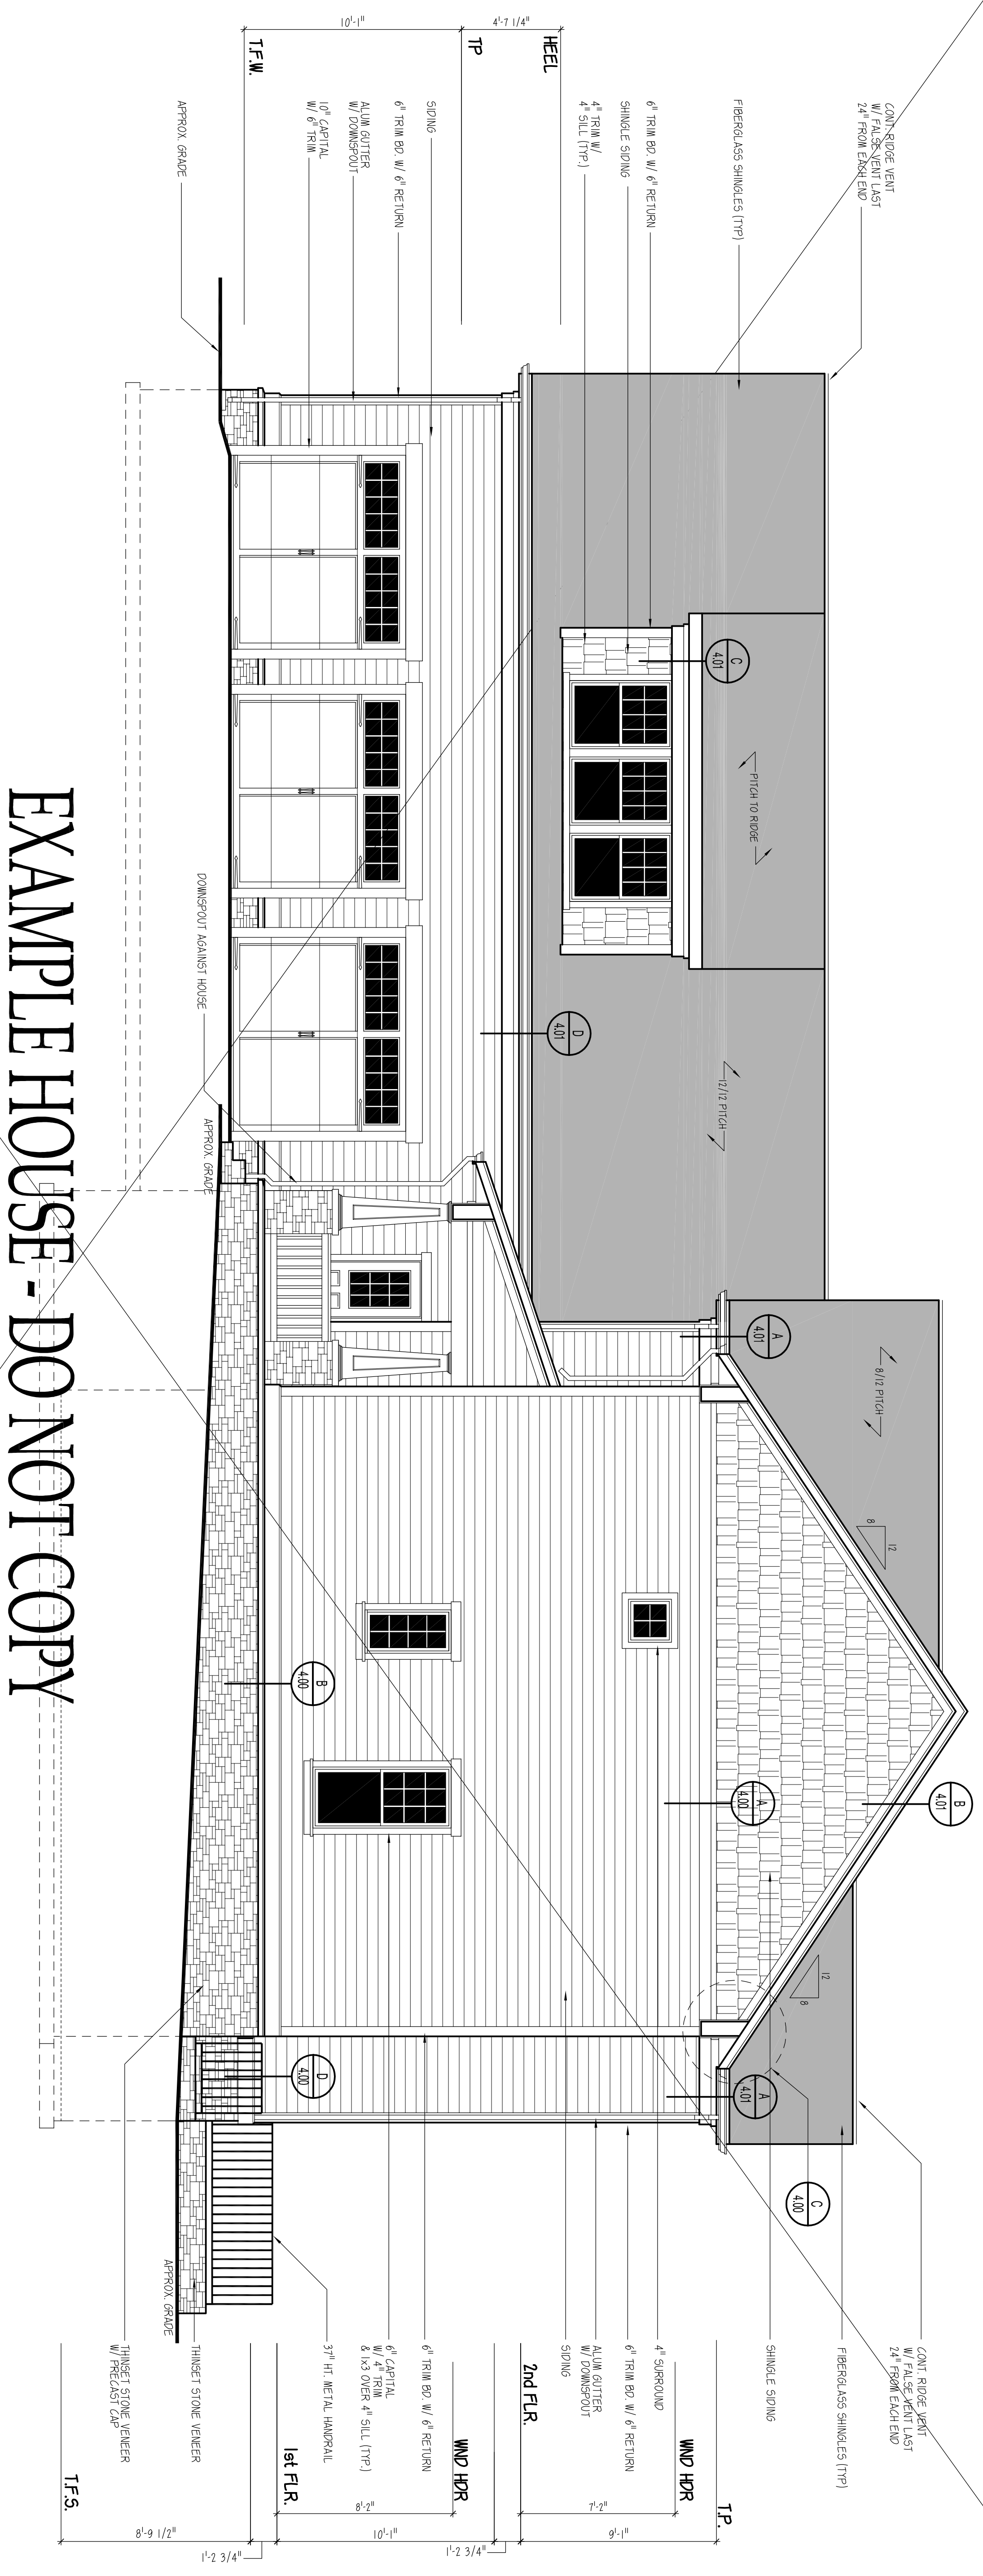 CONT. RIDGE VENT
W/ FALSE VENT LAST
24" FROM EACH END
FIBERGLASS SHINGLES (TYP)
6" TRIM BD. W/ 6" RETURN
SHINGLE SIDING
4" TRIM W/
4" SILL (TYP.)
HEEL
4'-7 1/4"
TP
10'-1"
T.F.W.
SIDING
6" TRIM BD. W/ 6" RETURN
ALUM GUTTER
W/ DOWNSPOUT
10" CAPITAL
W/ 6" TRIM
APPROX. GRADE
C
4.01
PITCH TO RIDGE
D
4.01
12/12 PITCH
DOWNSPOUT AGAINST HOUSE
APPROX. GRADE
A
4.01
8/12 PITCH
8
12
B
4.00
A
4.00
B
4.01
12
8
D
4.00
A
4.01
C
4.00
CONT. RIDGE VENT
W/ FALSE VENT LAST
24" FROM EACH END
FIBERGLASS SHINGLES (TYP)
SHINGLE SIDING
4" SURROUND
6" TRIM BD. W/ 6" RETURN
ALUM GUTTER
W/ DOWNSPOUT
SIDING
6" TRIM BD. W/ 6" RETURN
6" CAPITAL
W/ 4" TRIM
& 1x3 OVER 4" SILL (TYP.)
37" HT. METAL HANDRAIL
THINSET STONE VENEER
APPROX. GRADE
THINSET STONE VENEER
W/ PRECAST CAP
T.P.
WND HDR
7'-2"
9'-1"
2nd FLR.
1'-2 3/4"
WND HDR
8'-2"
10'-1"
1st FLR.
1'-2 3/4"
8'-9 1/2"
T.F.S.
EXAMPLE HOUSE - DO NOT COPY